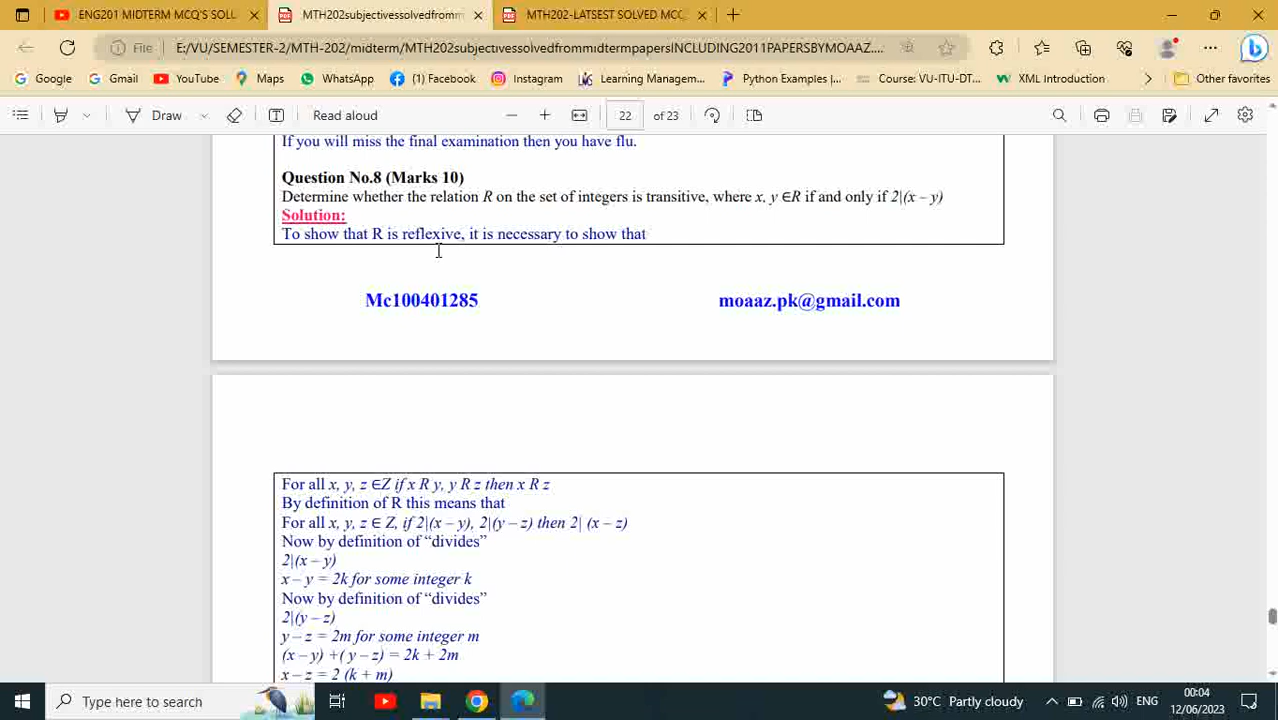 ENG201 MIDTERM MCQ'S SOLU
MTH202subjectivessolvedfrommi
MTH202-LATSEST SOLVED MCQ
File
E:/VU/SEMESTER-2/MTH-202/midterm/MTH202subjectivessolvedfrommidtermpapersINCLUDING2011PAPERSBYMOAAZ....
Google
Gmail
YouTube
Maps
WhatsApp
(1) Facebook
Instagram
Learning Managem...
Python Examples |...
Course: VU-ITU-DT...
XML Introduction
Other favorites
Draw
Read aloud
22
of 23
If you will miss the final examination then you have flu.
Question No.8 (Marks 10)
Determine whether the relation R on the set of integers is transitive, where x, y ∈R if and only if 2|(x – y)
Solution:
To show that R is reflexive, it is necessary to show that
Mc100401285
moaaz.pk@gmail.com
For all x, y, z ∈Z if x R y, y R z then x R z
By definition of R this means that
For all x, y, z ∈ Z, if 2|(x – y), 2|(y – z) then 2| (x – z)
Now by definition of “divides”
2|(x – y)
x – y = 2k for some integer k
Now by definition of “divides”
2|(y – z)
y – z = 2m for some integer m
(x – y) +( y – z) = 2k + 2m
x – z = 2 (k + m)
Type here to search
30°C Partly cloudy
ENG
00:04
12/06/2023